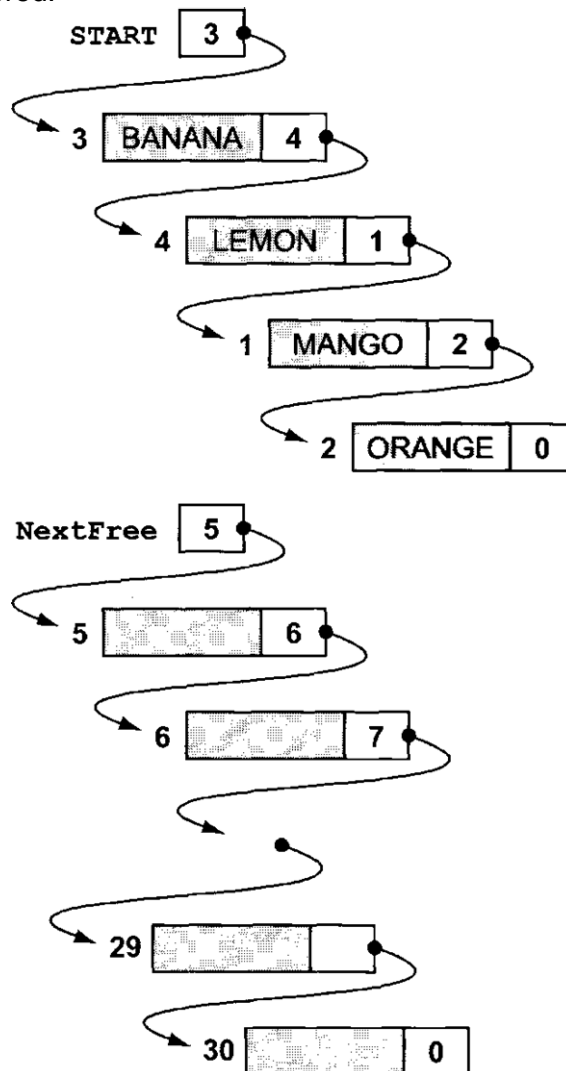 START 3
3 BANANA 4
4 LEMON 1
1 MANGO 2
2 ORANGE 0
NextFree 5
5 6
6 7
29
30 0